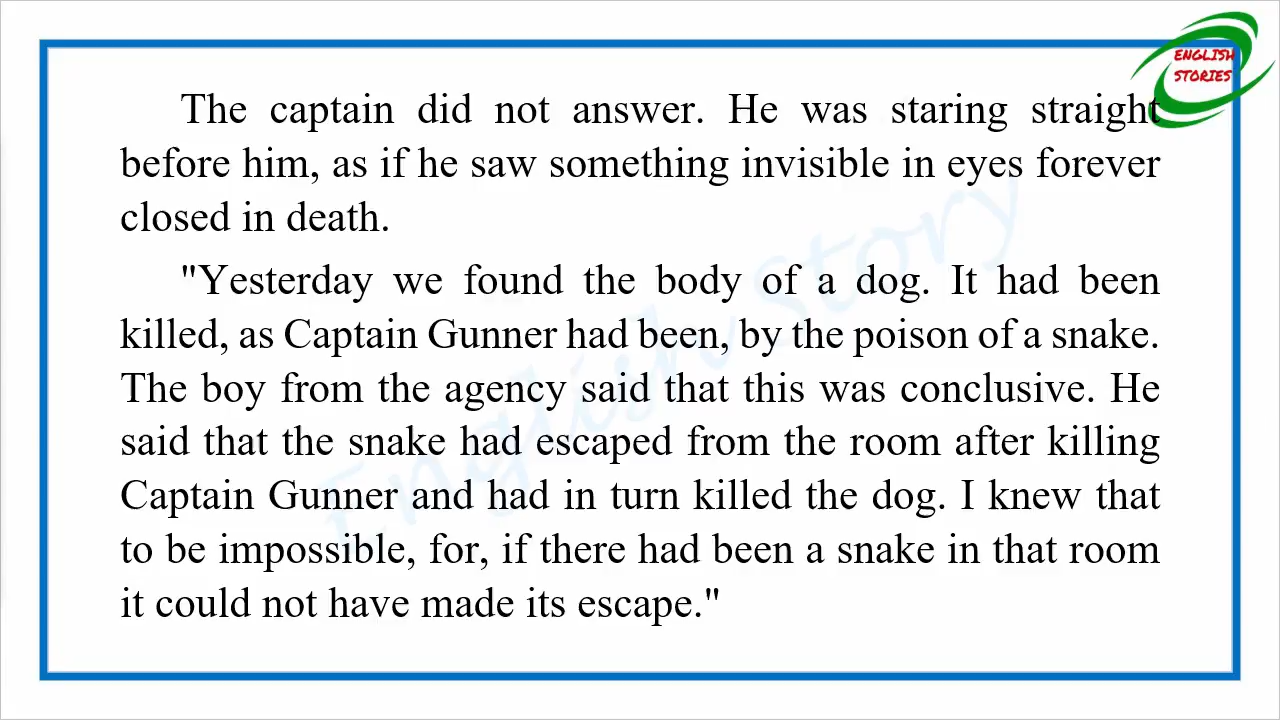 ENGLISH
STORIES
The captain did not answer. He was staring straight
before him, as if he saw something invisible in eyes forever
closed in death.
"Yesterday we found the body of a dog. It had been
killed, as Captain Gunner had been, by the poison of a snake.
The boy from the agency said that this was conclusive. He
said that the snake had escaped from the room after killing
Captain Gunner and had in turn killed the dog. I knew that
to be impossible, for, if there had been a snake in that room
it could not have made its escape."
English Story